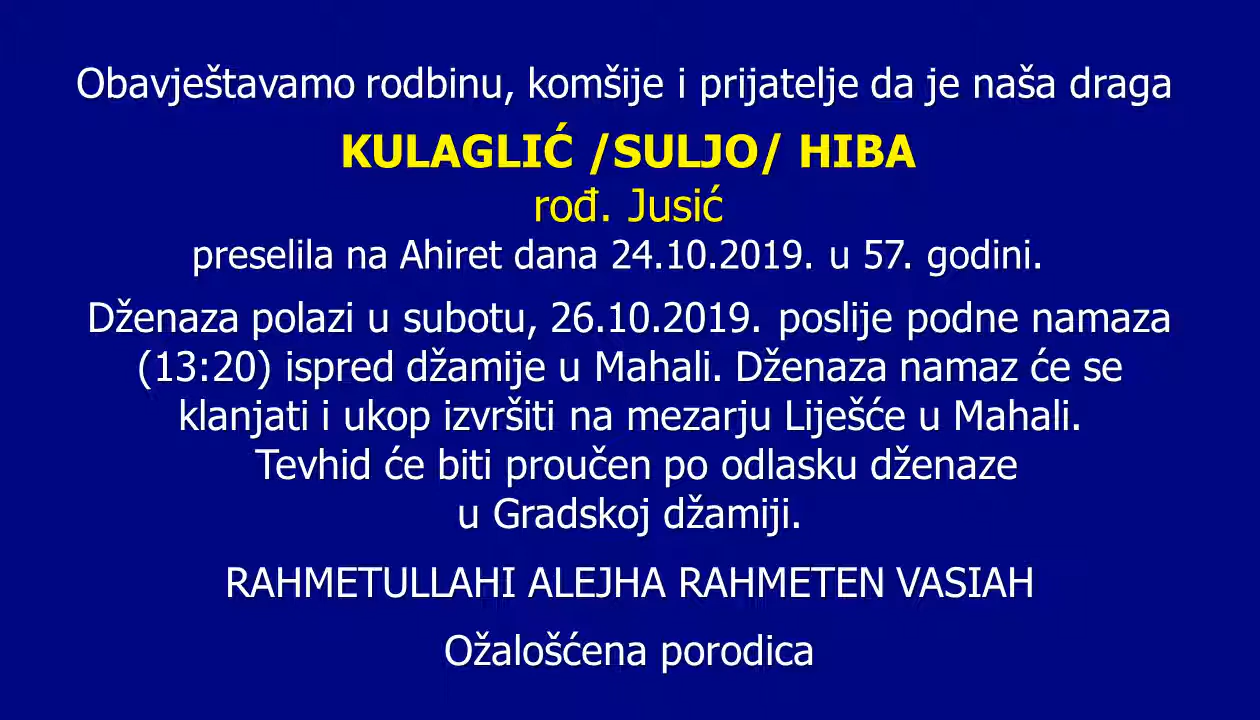 Obavještavamo rodbinu, komšije i prijatelje da je naša draga
KULAGLIĆ /SULJO/ HIBA
rođ. Jusić
preselila na Ahiret dana 24.10.2019. u 57. godini.
Dženaza polazi u subotu, 26.10.2019. poslije podne namaza
(13:20) ispred džamije u Mahali. Dženaza namaz će se
klanjati i ukop izvršiti na mezarju Liješće u Mahali.
Tevhid će biti proučen po odlasku dženaze
u Gradskoj džamiji.
RAHMETULLAHI ALEJHA RAHMETEN VASIAH
Ožalošćena porodica